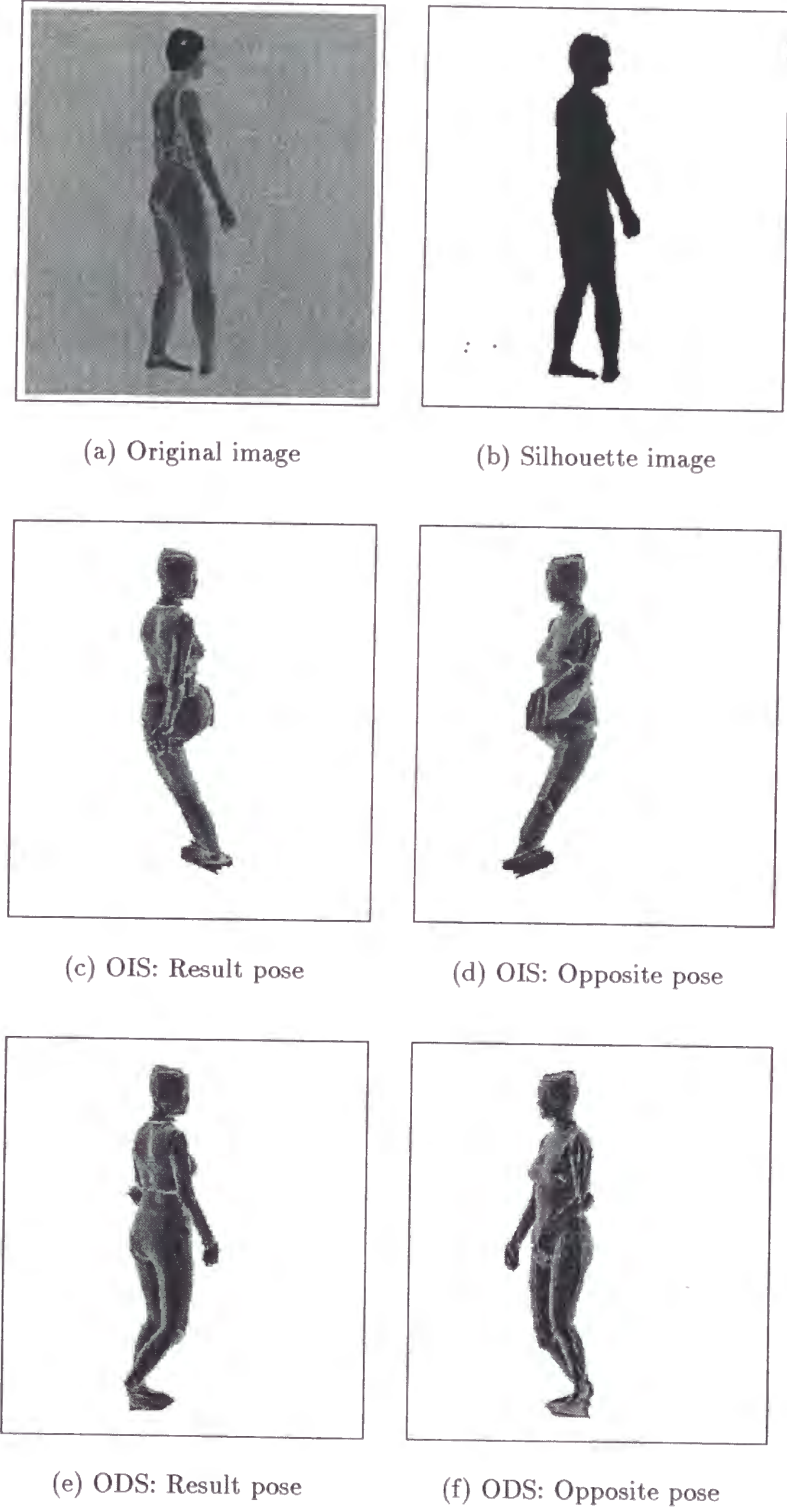 (a) Original image
(b) Silhouette image
(c) OIS: Result pose
(d) OIS: Opposite pose
(e) ODS: Result pose
(f) ODS: Opposite pose